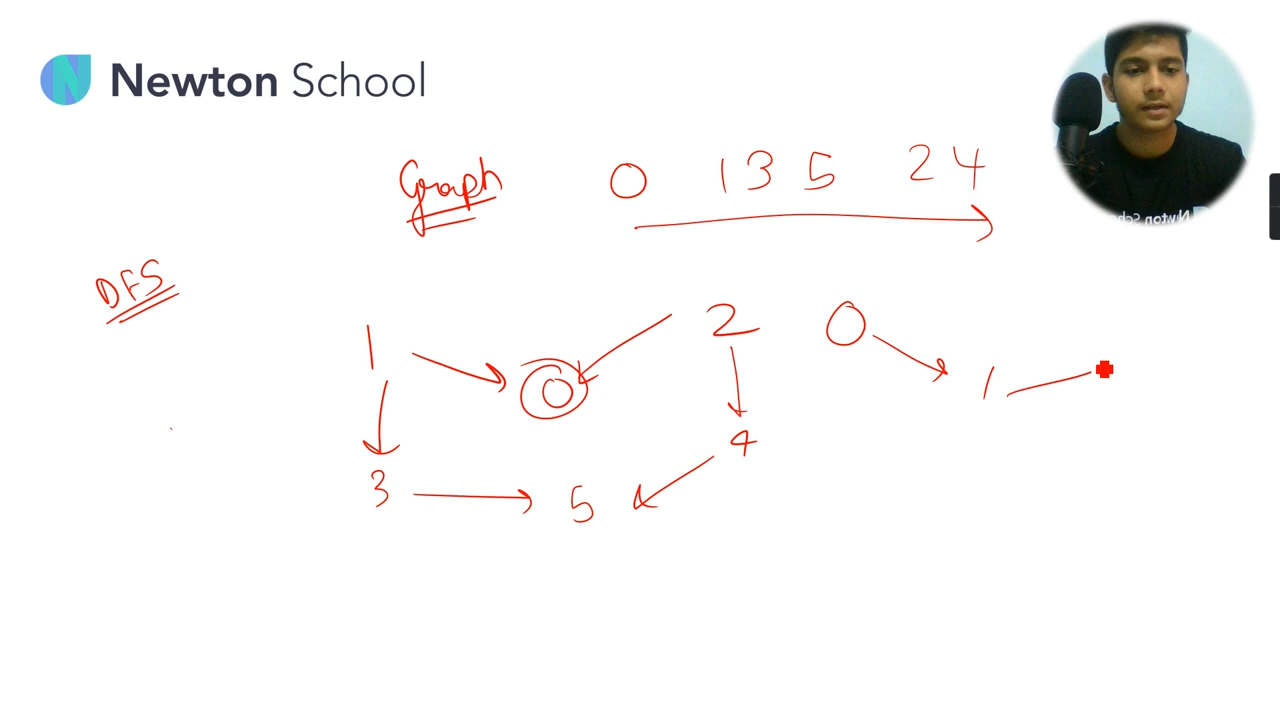 Newton School
Graph 0 1 3 5 2 4
DFS
1 2 0
0 1
4
3 5